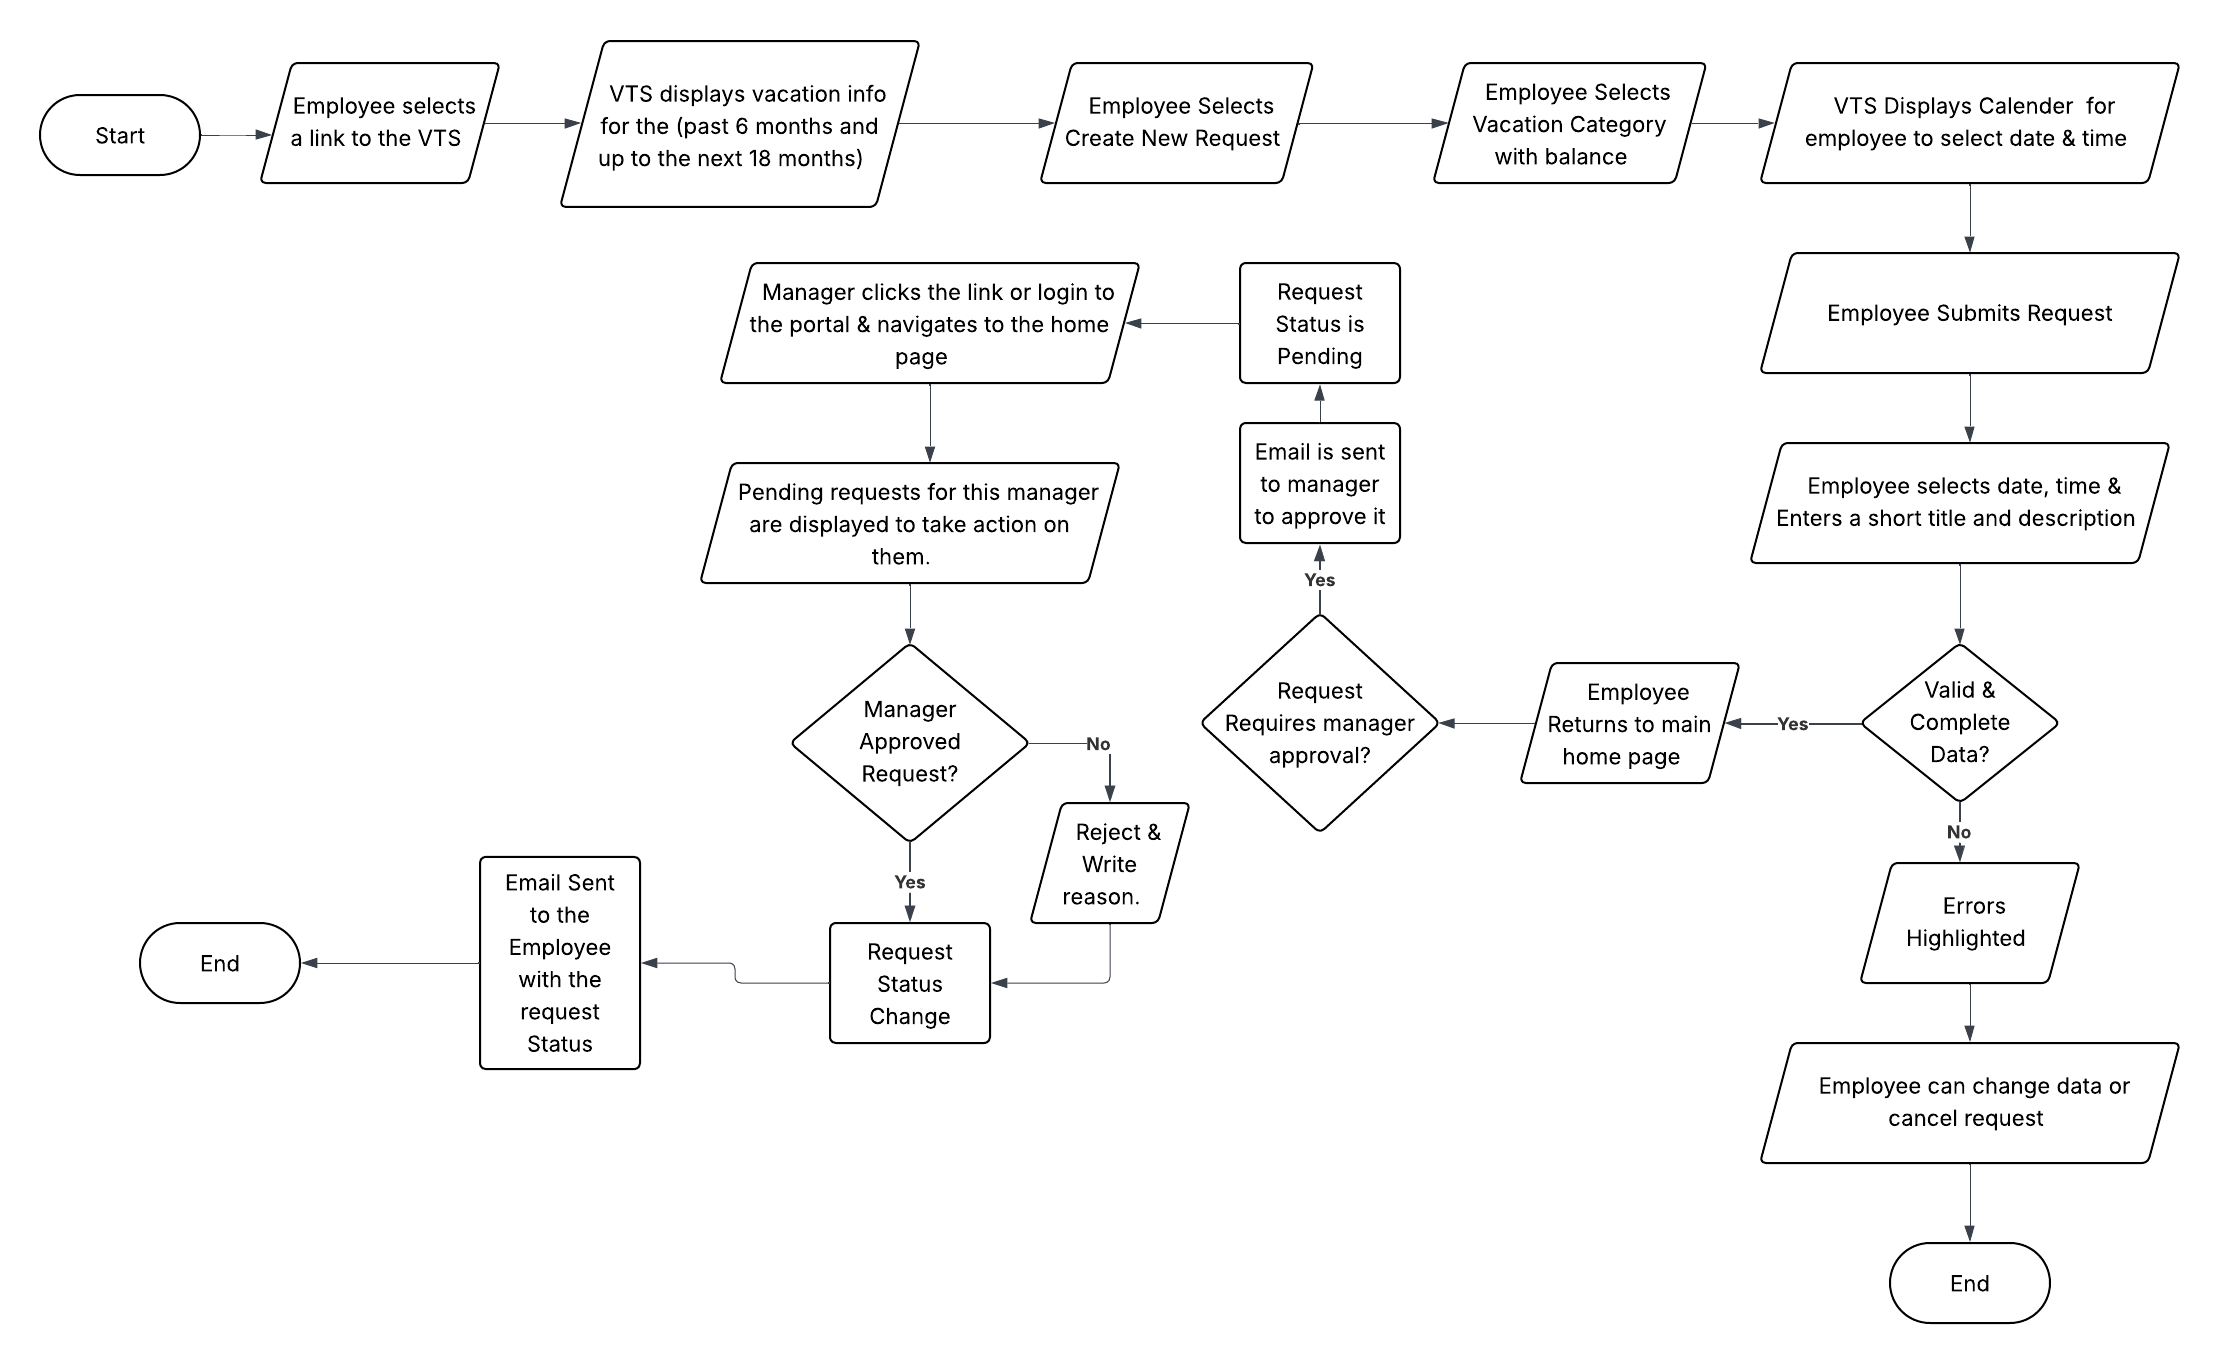 Start
Employee selects
a link to the VTS
VTS displays vacation info
for the (past 6 months and
up to the next 18 months)
Employee Selects
Create New Request
Employee Selects
Vacation Category
with balance
VTS Displays Calender  for
employee to select date & time
Employee Submits Request
Employee selects date, time &
Enters a short title and description
Valid &
Complete
Data?
Yes
No
Employee
Returns to main
home page
Request
Requires manager
approval?
Yes
Email is sent
to manager
to approve it
Request
Status is
Pending
Manager clicks the link or login to
the portal & navigates to the home
page
Pending requests for this manager
are displayed to take action on
them.
Manager
Approved
Request?
No
Yes
Reject &
Write
reason.
Request
Status
Change
Email Sent
to the
Employee
with the
request
Status
End
Errors
Highlighted
Employee can change data or
cancel request
End